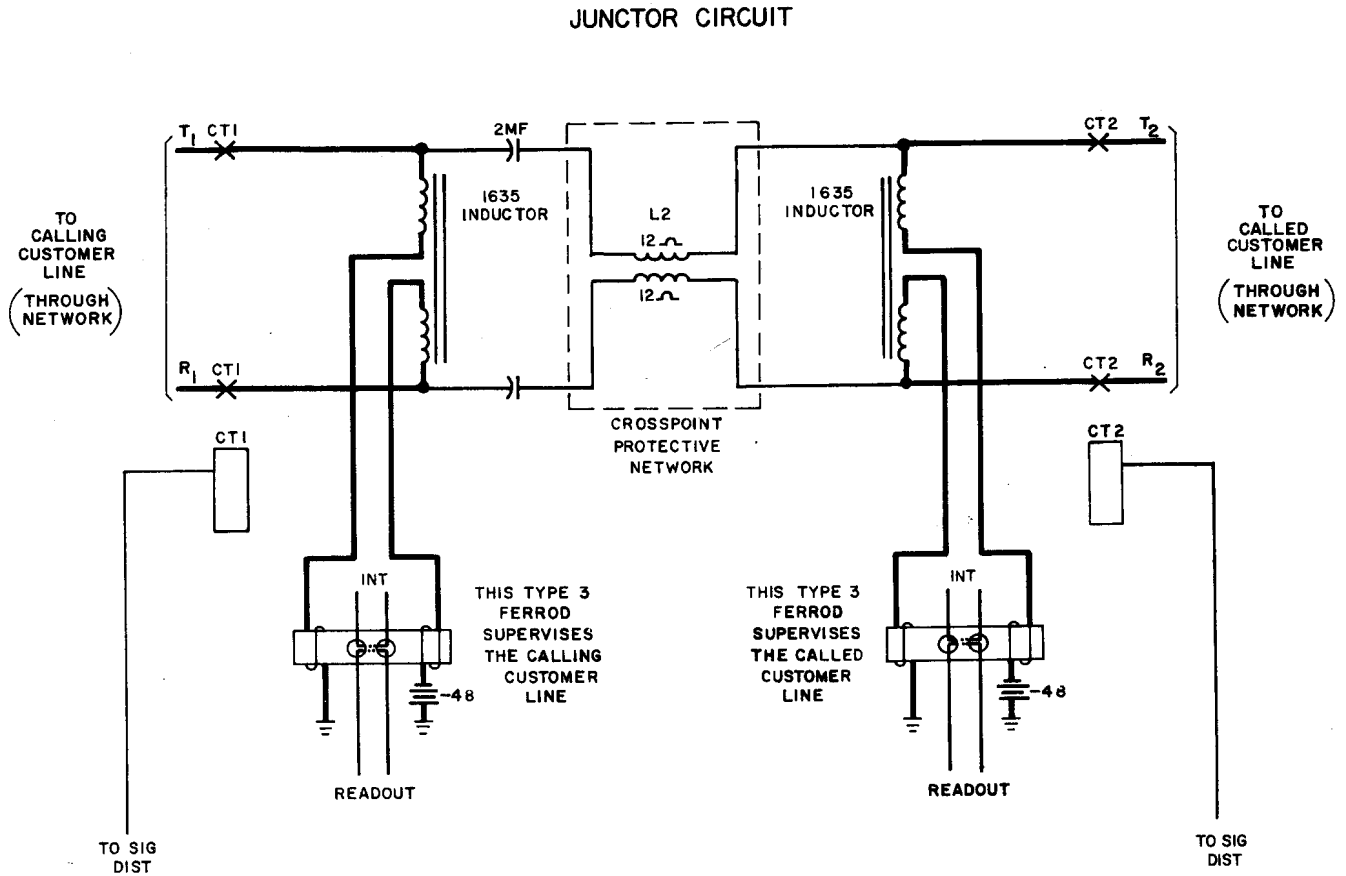 JUNCTOR CIRCUIT
T1 CT1
2MF
CT2 T2
1635
INDUCTOR
L2
12
12
1635
INDUCTOR
TO
CALLING
CUSTOMER
LINE
(THROUGH
NETWORK)
TO
CALLED
CUSTOMER
LINE
(THROUGH
NETWORK)
R1 CT1
CT2 R2
CROSSPOINT
PROTECTIVE
NETWORK
CT1
CT2
INT
THIS TYPE 3
FERROD
SUPERVISES
THE CALLING
CUSTOMER
LINE
-48
READOUT
THIS TYPE 3
FERROD
SUPERVISES
THE CALLED
CUSTOMER
LINE
INT
-48
READOUT
TO SIG
DIST
TO SIG
DIST